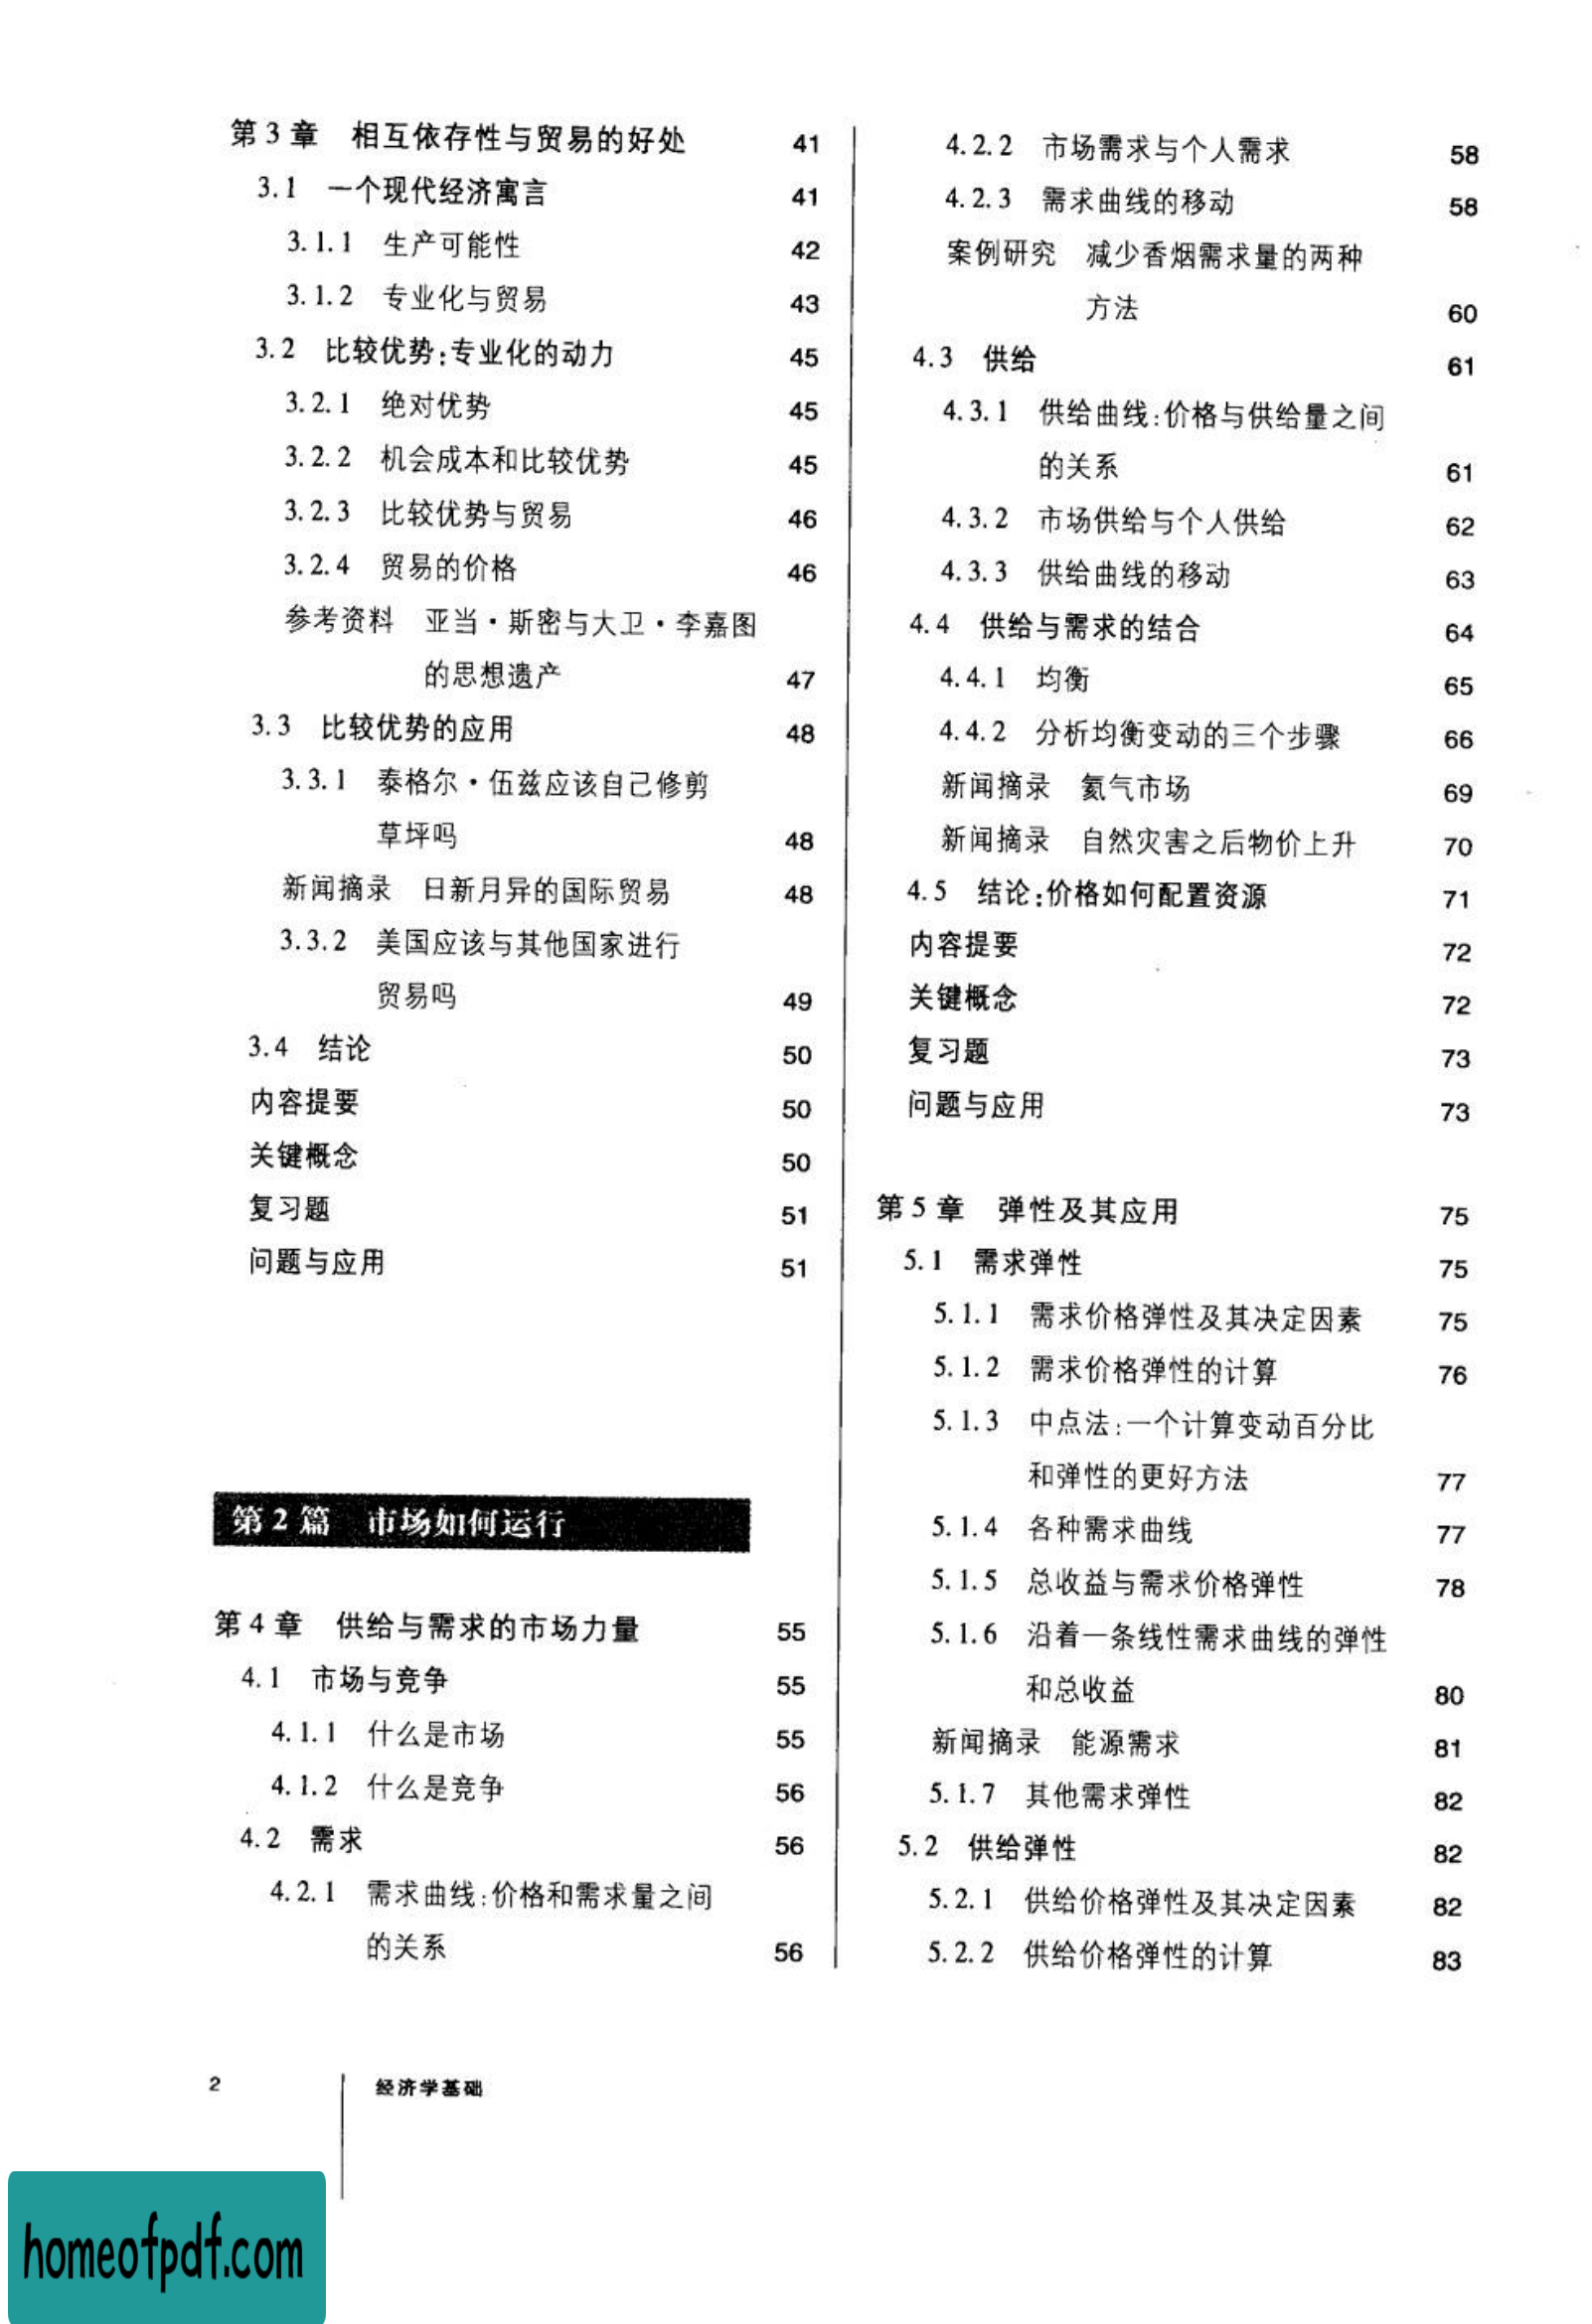 第 3 章 相互依存性与贸易的好处 41
3.1 一个现代经济寓言 41
3.1.1 生产可能性 42
3.1.2 专业化与贸易 43
3.2 比较优势:专业化的动力 45
3.2.1 绝对优势 45
3.2.2 机会成本和比较优势 45
3.2.3 比较优势与贸易 46
3.2.4 贸易的价格 46
参考资料 亚当·斯密与大卫·李嘉图
的思想遗产 47
3.3 比较优势的应用 48
3.3.1 泰格尔·伍兹应该自己修剪
草坪吗 48
新闻摘录 日新月异的国际贸易 48
3.3.2 美国应该与其他国家进行
贸易吗 49
3.4 结论 50
内容提要 50
关键概念 50
复习题 51
问题与应用 51
第 2 篇 市场如何运行
第 4 章 供给与需求的市场力量 55
4.1 市场与竞争 55
4.1.1 什么是市场 55
4.1.2 什么是竞争 56
4.2 需求 56
4.2.1 需求曲线:价格和需求量之间
的关系 56
4.2.2 市场需求与个人需求 58
4.2.3 需求曲线的移动 58
案例研究 减少香烟需求量的两种
方法 60
4.3 供给 61
4.3.1 供给曲线:价格与供给量之间
的关系 61
4.3.2 市场供给与个人供给 62
4.3.3 供给曲线的移动 63
4.4 供给与需求的结合 64
4.4.1 均衡 65
4.4.2 分析均衡变动的三个步骤 66
新闻摘录 氦气市场 69
新闻摘录 自然灾害之后物价上升 70
4.5 结论:价格如何配置资源 71
内容提要 72
关键概念 72
复习题 73
问题与应用 73
第 5 章 弹性及其应用 75
5.1 需求弹性 75
5.1.1 需求价格弹性及其决定因素 75
5.1.2 需求价格弹性的计算 76
5.1.3 中点法:一个计算变动百分比
和弹性的更好方法 77
5.1.4 各种需求曲线 77
5.1.5 总收益与需求价格弹性 78
5.1.6 沿着一条线性需求曲线的弹性
和总收益 80
新闻摘录 能源需求 81
5.1.7 其他需求弹性 82
5.2 供给弹性 82
5.2.1 供给价格弹性及其决定因素 82
5.2.2 供给价格弹性的计算 83
2 经济学基础
homeofpdf.com